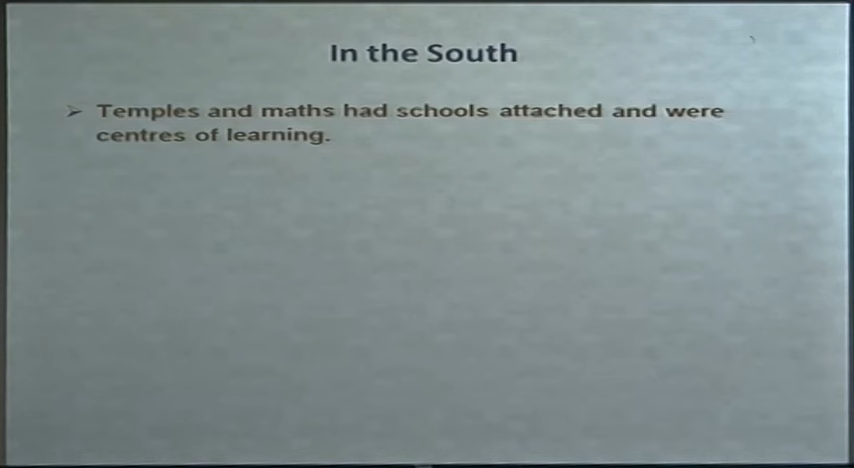 In the South
Temples and maths had schools attached and were
centres of learning.